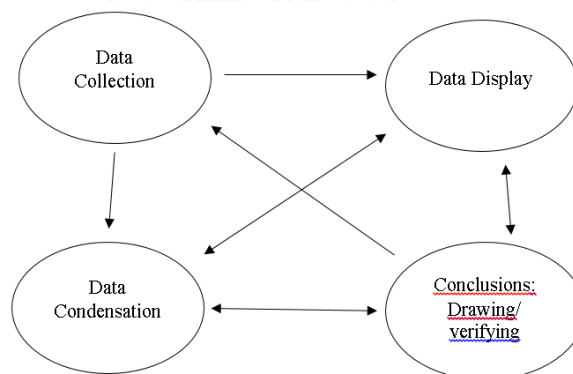 Data
Collection
Data Display
Data
Condensation
Conclusions:
Drawing/
verifying